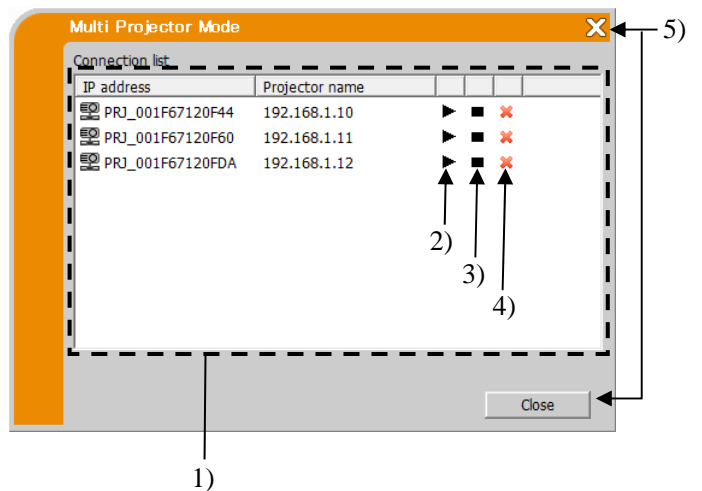 Multi Projector Mode
5)
Connection list
IP address Projector name
PRJ_001F67120F44 192.168.1.10
PRJ_001F67120F60 192.168.1.11
PRJ_001F67120FDA 192.168.1.12
2)
3)
4)
Close
1)